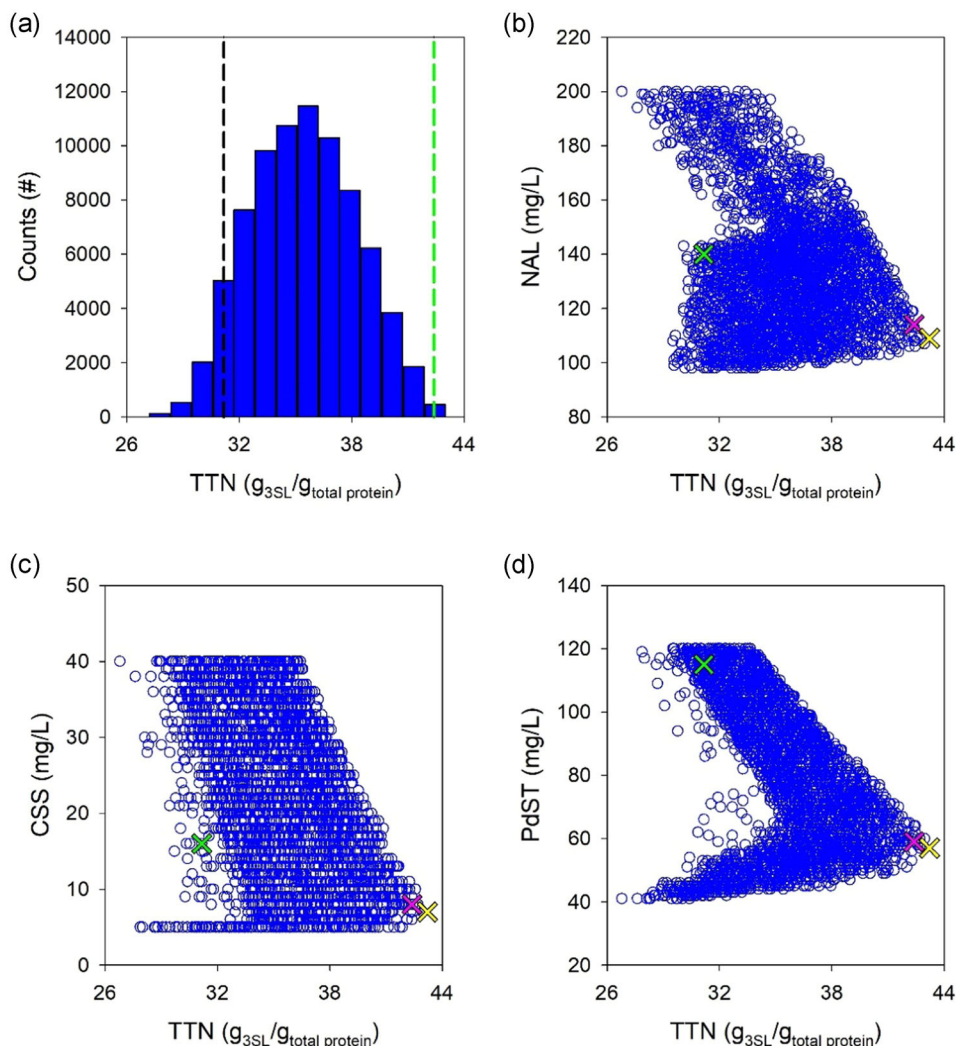 (a)
14000
12000
10000
8000
6000
4000
2000
0
Counts (#)
26 32 38 44
TTN (g3SL/gtotal protein)
(b)
220
200
180
160
140
120
100
80
NAL (mg/L)
26 32 38 44
TTN (g3SL/gtotal protein)
(c)
50
40
30
20
10
0
CSS (mg/L)
26 32 38 44
TTN (g3SL/gtotal protein)
(d)
140
120
100
80
60
40
20
PdST (mg/L)
26 32 38 44
TTN (g3SL/gtotal protein)